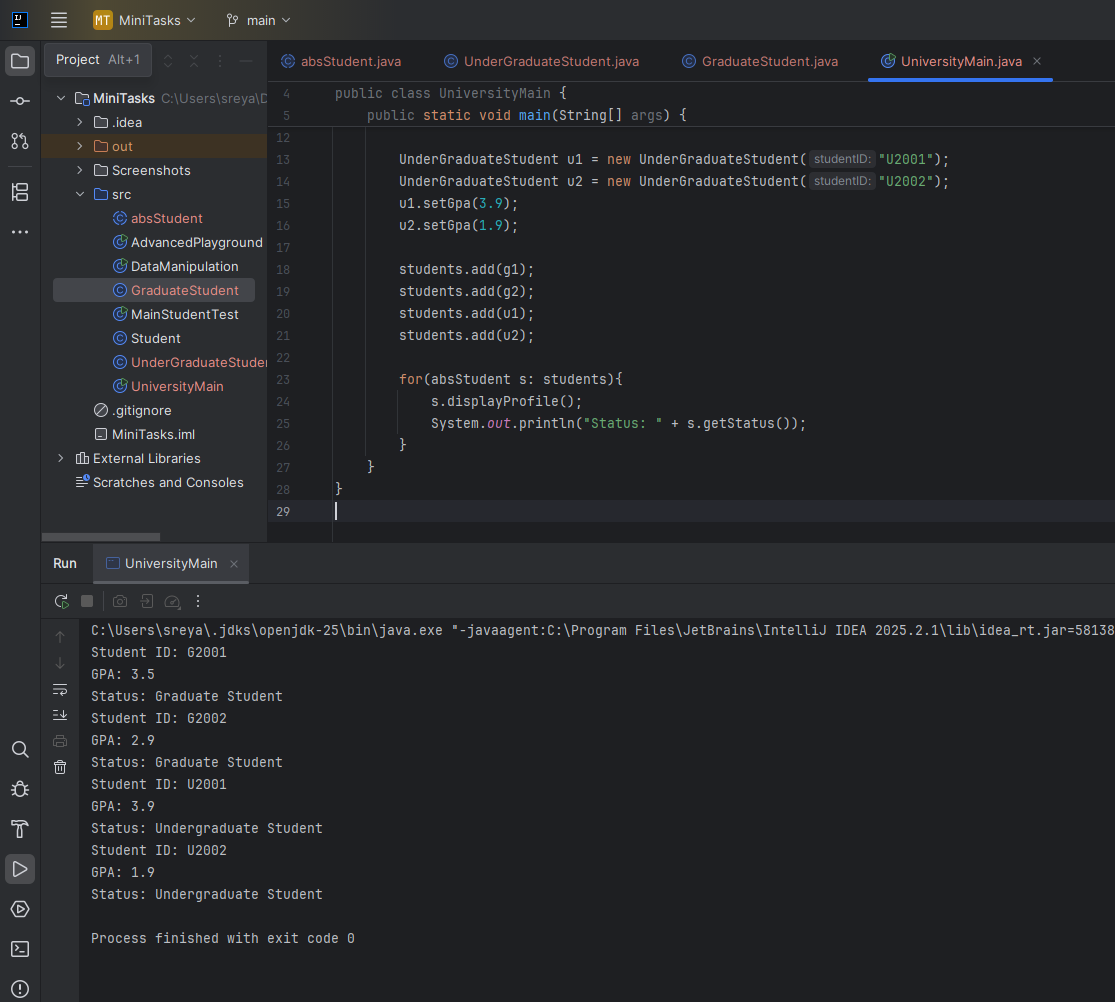 MT MiniTasks main
Project Alt+1
absStudent.java UnderGraduateStudent.java GraduateStudent.java UniversityMain.java
MiniTasks C:\Users\sreya\D
.idea
out
Screenshots
src
absStudent
AdvancedPlayground
DataManipulation
GraduateStudent
MainStudentTest
Student
UnderGraduateStuden
UniversityMain
.gitignore
MiniTasks.iml
External Libraries
Scratches and Consoles
4 public class UniversityMain {
5 public static void main(String[] args) {
12
13 UnderGraduateStudent u1 = new UnderGraduateStudent( studentID: "U2001");
14 UnderGraduateStudent u2 = new UnderGraduateStudent( studentID: "U2002");
15 u1.setGpa(3.9);
16 u2.setGpa(1.9);
17
18 students.add(g1);
19 students.add(g2);
20 students.add(u1);
21 students.add(u2);
22
23 for(absStudent s: students){
24 s.displayProfile();
25 System.out.println("Status: " + s.getStatus());
26 }
27 }
28 }
29
Run UniversityMain
C:\Users\sreya\.jdks\openjdk-25\bin\java.exe "-javaagent:C:\Program Files\JetBrains\IntelliJ IDEA 2025.2.1\lib\idea_rt.jar=58138
Student ID: G2001
GPA: 3.5
Status: Graduate Student
Student ID: G2002
GPA: 2.9
Status: Graduate Student
Student ID: U2001
GPA: 3.9
Status: Undergraduate Student
Student ID: U2002
GPA: 1.9
Status: Undergraduate Student
Process finished with exit code 0